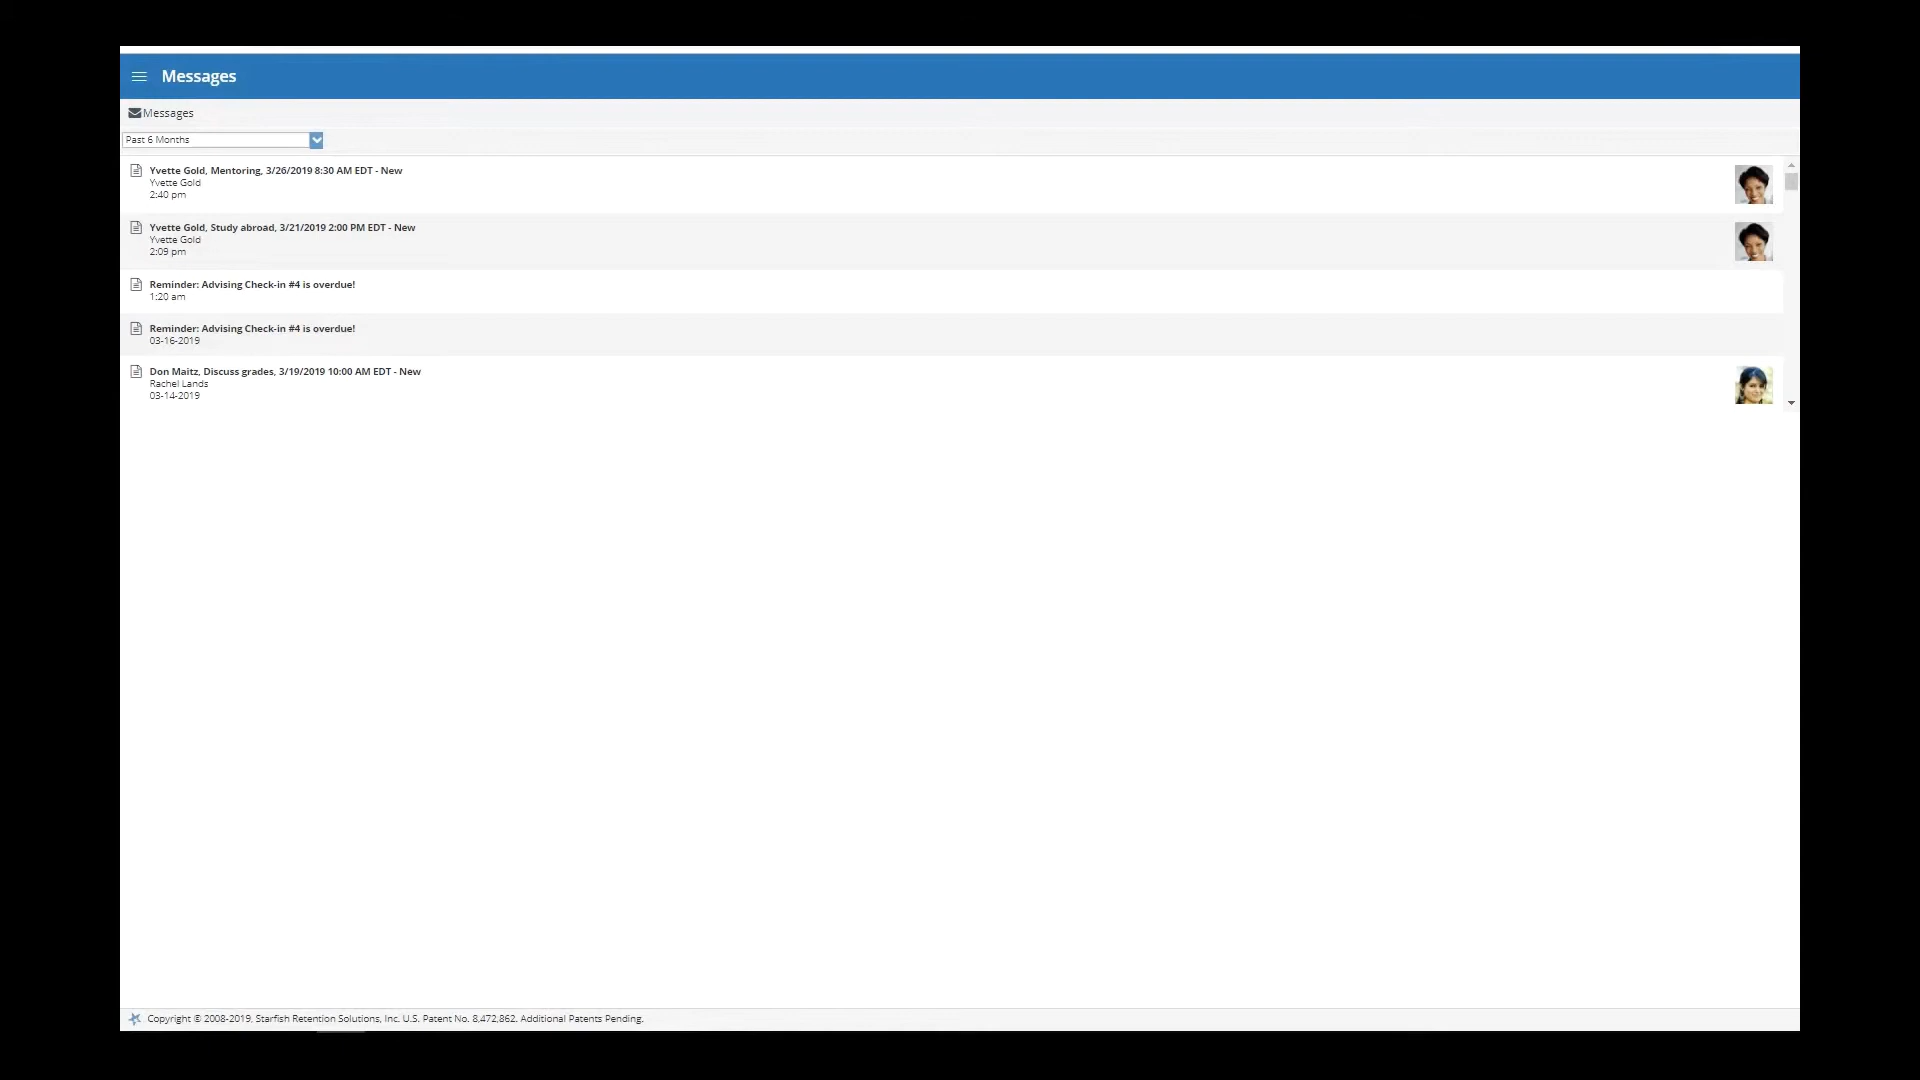 Messages
Messages
Past 6 Months
Yvette Gold, Mentoring, 3/26/2019 8:30 AM EDT - New
Yvette Gold
2:40 pm
Yvette Gold, Study abroad, 3/21/2019 2:00 PM EDT - New
Yvette Gold
2:09 pm
Reminder: Advising Check-in #4 is overdue!
1:20 am
Reminder: Advising Check-in #4 is overdue!
03-16-2019
Don Maitz, Discuss grades, 3/19/2019 10:00 AM EDT - New
Rachel Lands
03-14-2019
Copyright © 2008-2019, Starfish Retention Solutions, Inc. U.S. Patent No. 8,472,862. Additional Patents Pending.